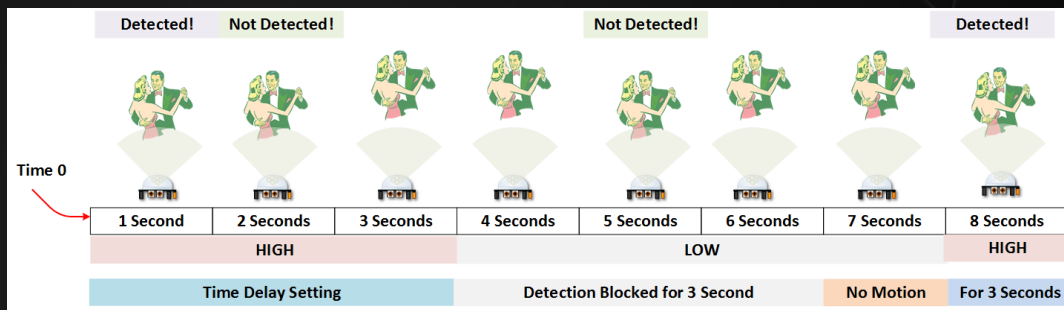 Detected! Not Detected! Not Detected! Detected!
Time 0
1 Second 2 Seconds 3 Seconds 4 Seconds 5 Seconds 6 Seconds 7 Seconds 8 Seconds
HIGH LOW HIGH
Time Delay Setting Detection Blocked for 3 Second No Motion For 3 Seconds